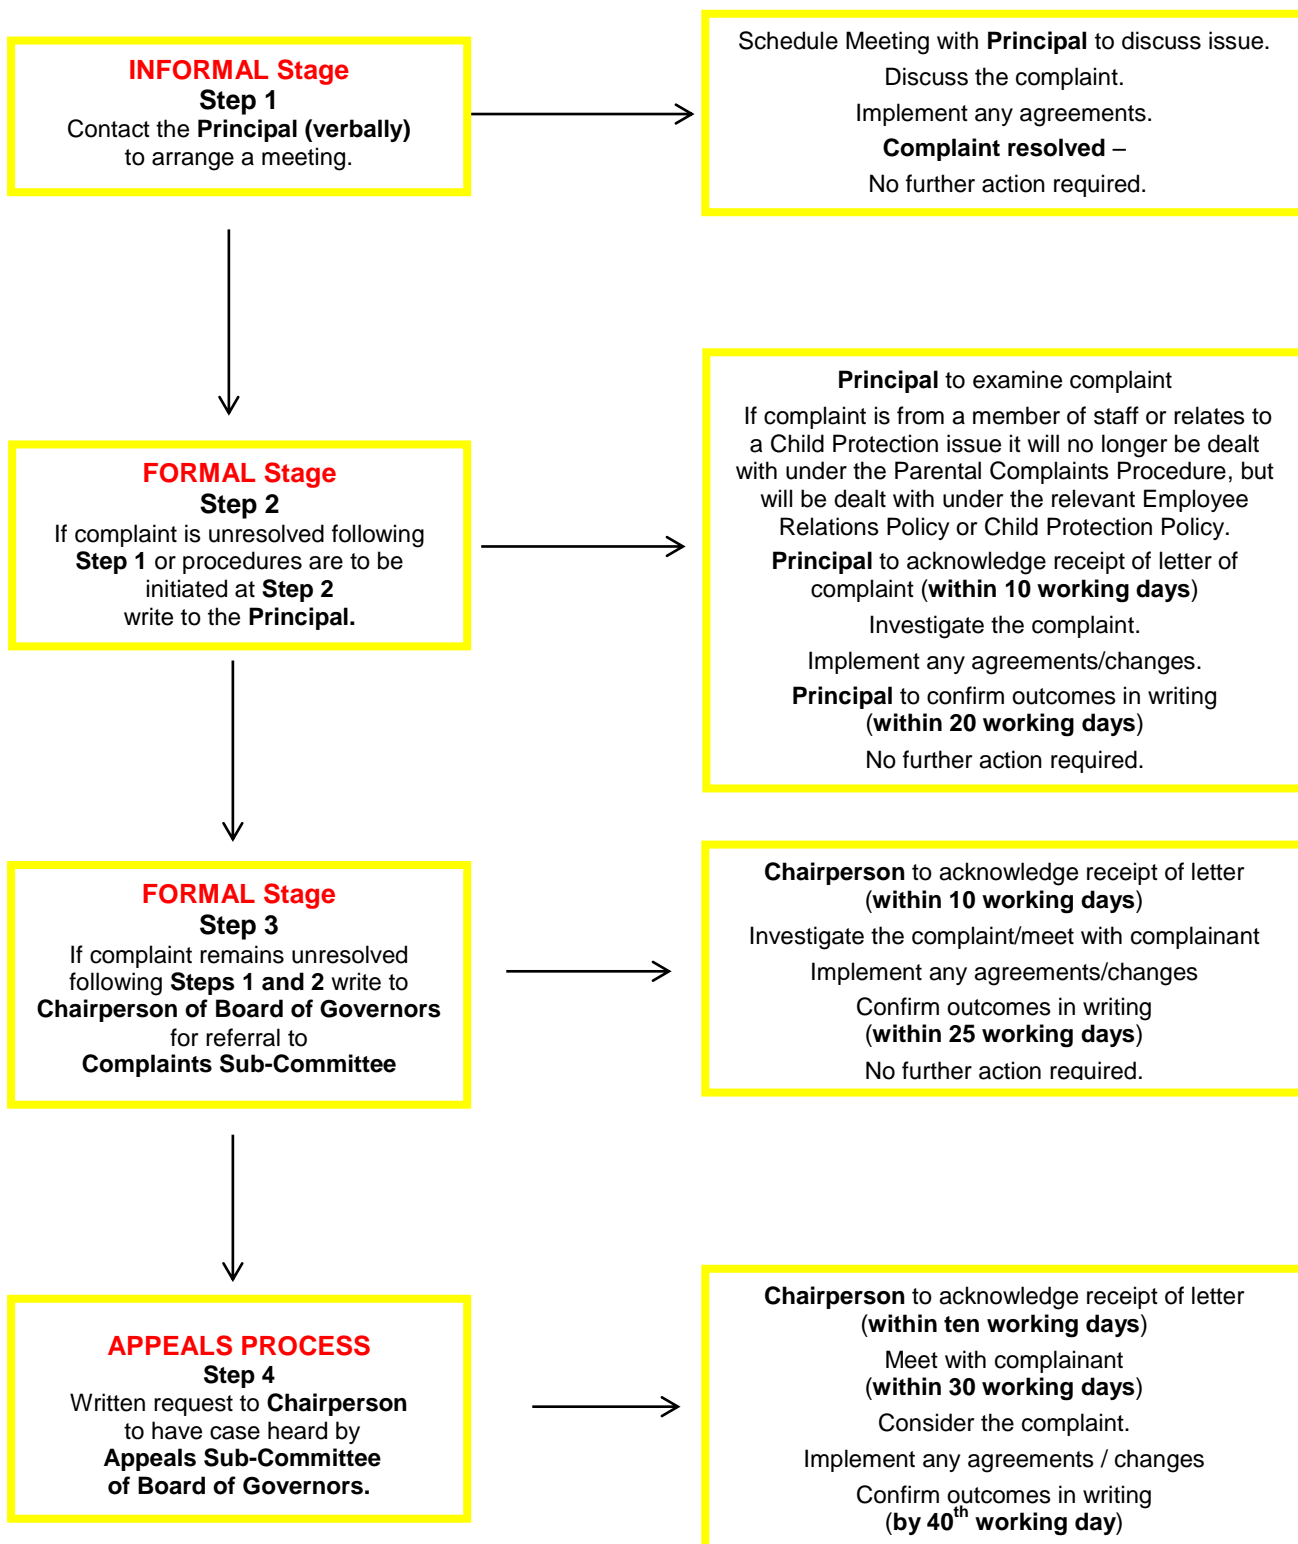 INFORMAL Stage
Step 1
Contact the Principal (verbally)
to arrange a meeting.
Schedule Meeting with Principal to discuss issue.
Discuss the complaint.
Implement any agreements.
Complaint resolved –
No further action required.
FORMAL Stage
Step 2
If complaint is unresolved following
Step 1 or procedures are to be
initiated at Step 2
write to the Principal.
Principal to examine complaint
If complaint is from a member of staff or relates to
a Child Protection issue it will no longer be dealt
with under the Parental Complaints Procedure, but
will be dealt with under the relevant Employee
Relations Policy or Child Protection Policy.
Principal to acknowledge receipt of letter of
complaint (within 10 working days)
Investigate the complaint.
Implement any agreements/changes.
Principal to confirm outcomes in writing
(within 20 working days)
No further action required.
FORMAL Stage
Step 3
If complaint remains unresolved
following Steps 1 and 2 write to
Chairperson of Board of Governors
for referral to
Complaints Sub-Committee
Chairperson to acknowledge receipt of letter
(within 10 working days)
Investigate the complaint/meet with complainant
Implement any agreements/changes
Confirm outcomes in writing
(within 25 working days)
No further action required.
APPEALS PROCESS
Step 4
Written request to Chairperson
to have case heard by
Appeals Sub-Committee
of Board of Governors.
Chairperson to acknowledge receipt of letter
(within ten working days)
Meet with complainant
(within 30 working days)
Consider the complaint.
Implement any agreements / changes
Confirm outcomes in writing
(by 40th working day)